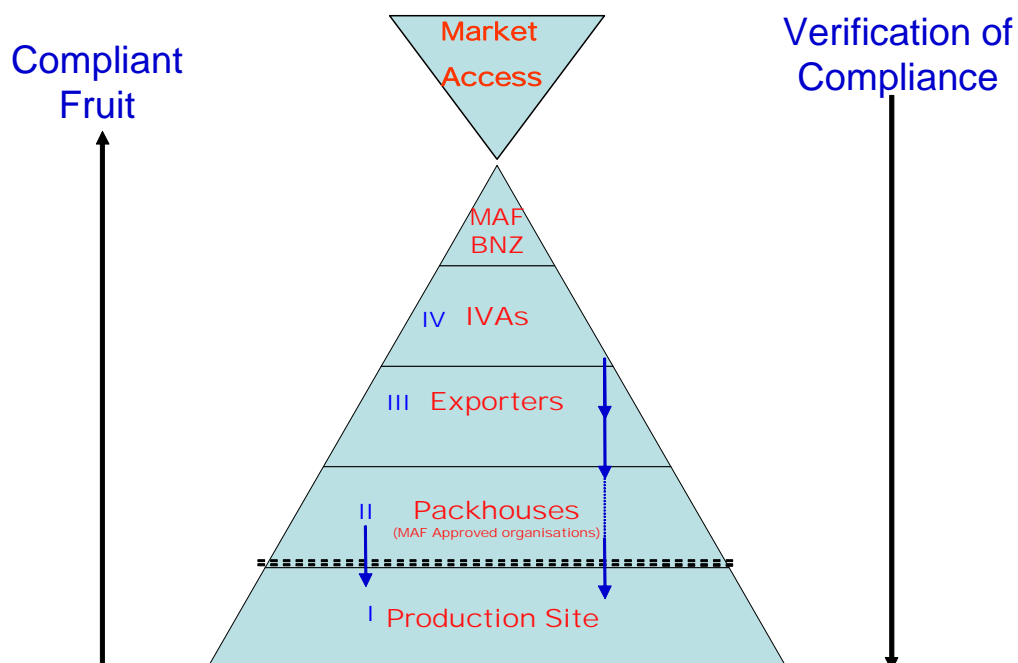 Market
Access
Compliant
Fruit
Verification of
Compliance
MAF
BNZ
IV IVAs
III Exporters
II Packhouses
(MAF Approved organisations)
I Production Site